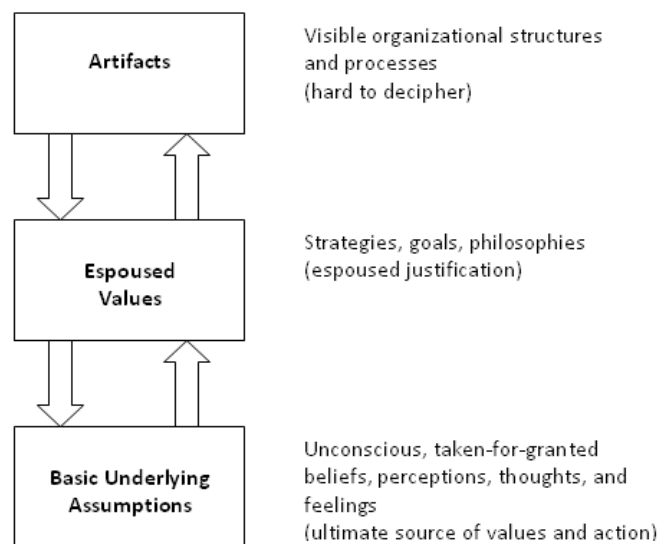 Artifacts
Visible organizational structures
and processes
(hard to decipher)
Espoused
Values
Strategies, goals, philosophies
(espoused justification)
Basic Underlying
Assumptions
Unconscious, taken-for-granted
beliefs, perceptions, thoughts, and
feelings
(ultimate source of values and action)